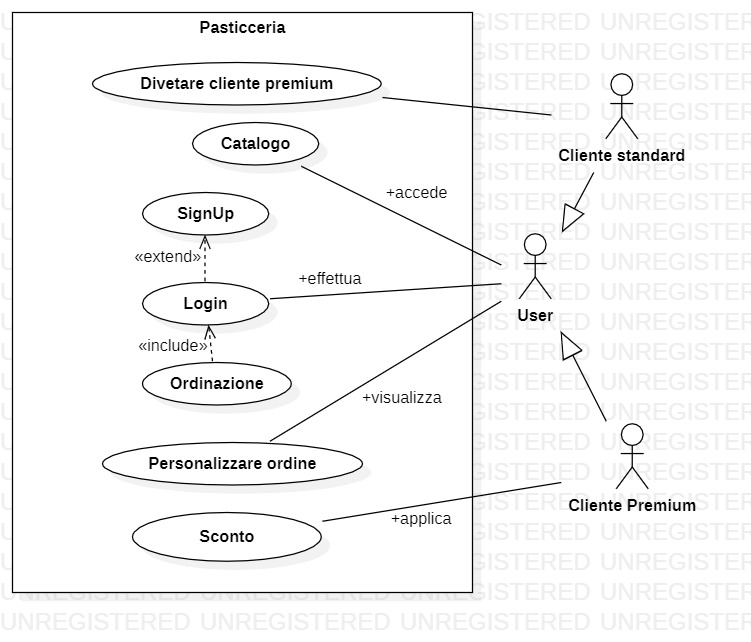 Pasticceria
Divetare cliente premium
Catalogo
Cliente standard
+accede
SignUp
«extend»
+effettua
Login
User
«include»
Ordinazione
+visualizza
Personalizzare ordine
Cliente Premium
+applica
Sconto
UNREGISTERED UNREGISTERED UNREGISTERED UNREGISTERED